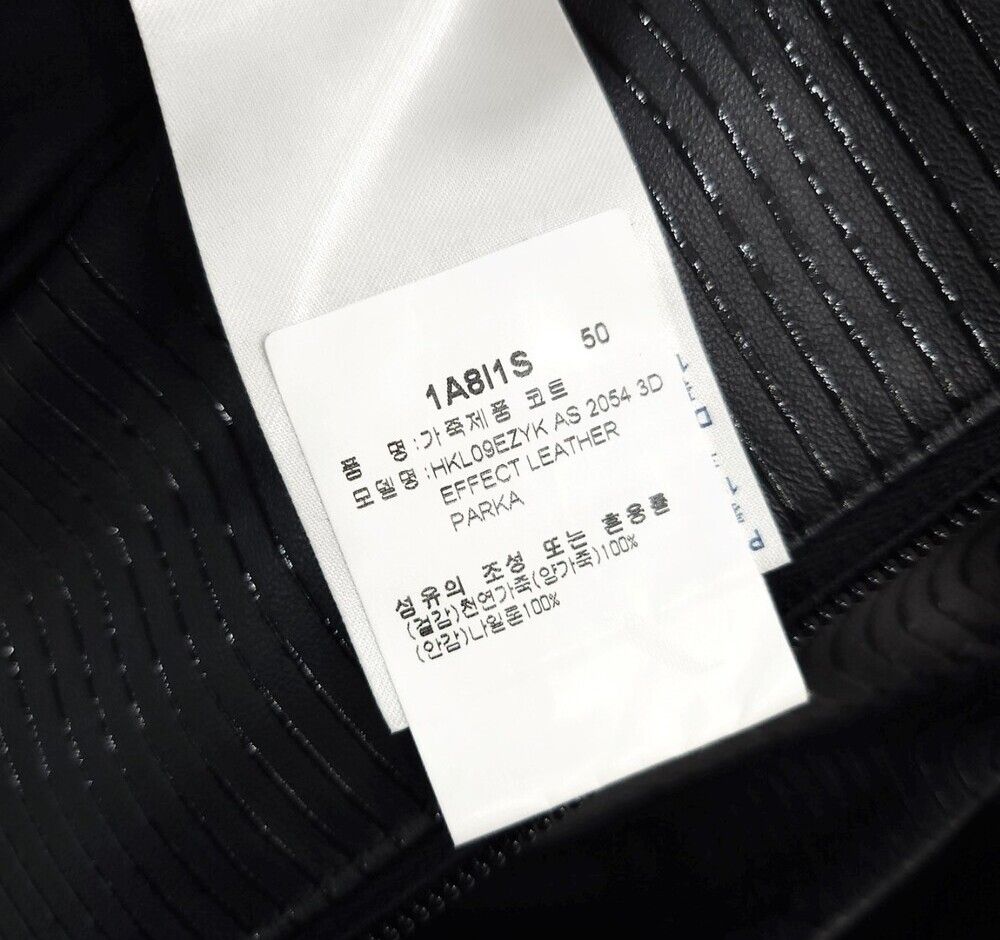 1A8I1S 50
품 명 :가죽제품 코트
모델명 :HKL09EZYK AS 2054 3D
EFFECT LEATHER
PARKA
섬유의 조성 또는 혼용률
(겉감)천연가죽(양가죽)100%
(안감)나일론100%